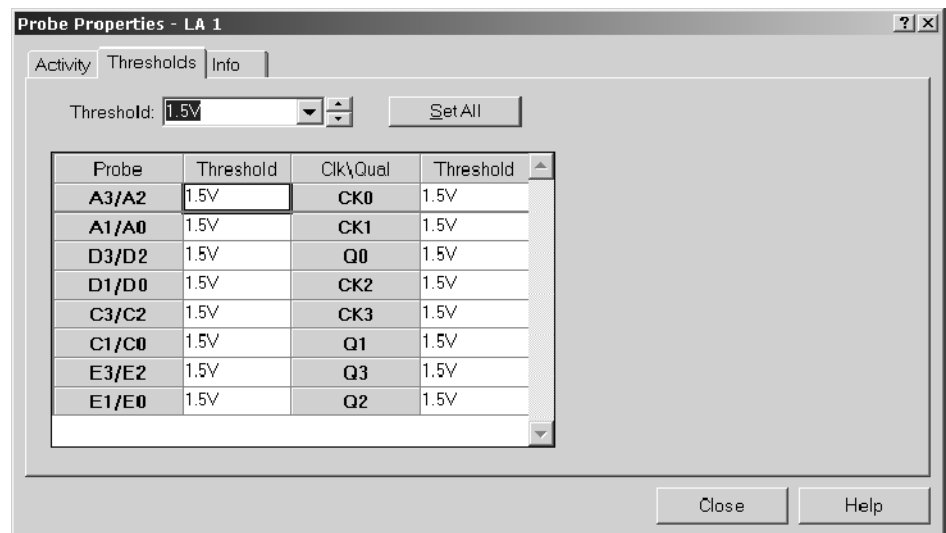 Probe Properties - LA 1
Activity Thresholds Info
Threshold: 1.5V Set All
Probe Threshold Clk\Qual Threshold
A3/A2 1.5V CK0 1.5V
A1/A0 1.5V CK1 1.5V
D3/D2 1.5V Q0 1.5V
D1/D0 1.5V CK2 1.5V
C3/C2 1.5V CK3 1.5V
C1/C0 1.5V Q1 1.5V
E3/E2 1.5V Q3 1.5V
E1/E0 1.5V Q2 1.5V
Close Help